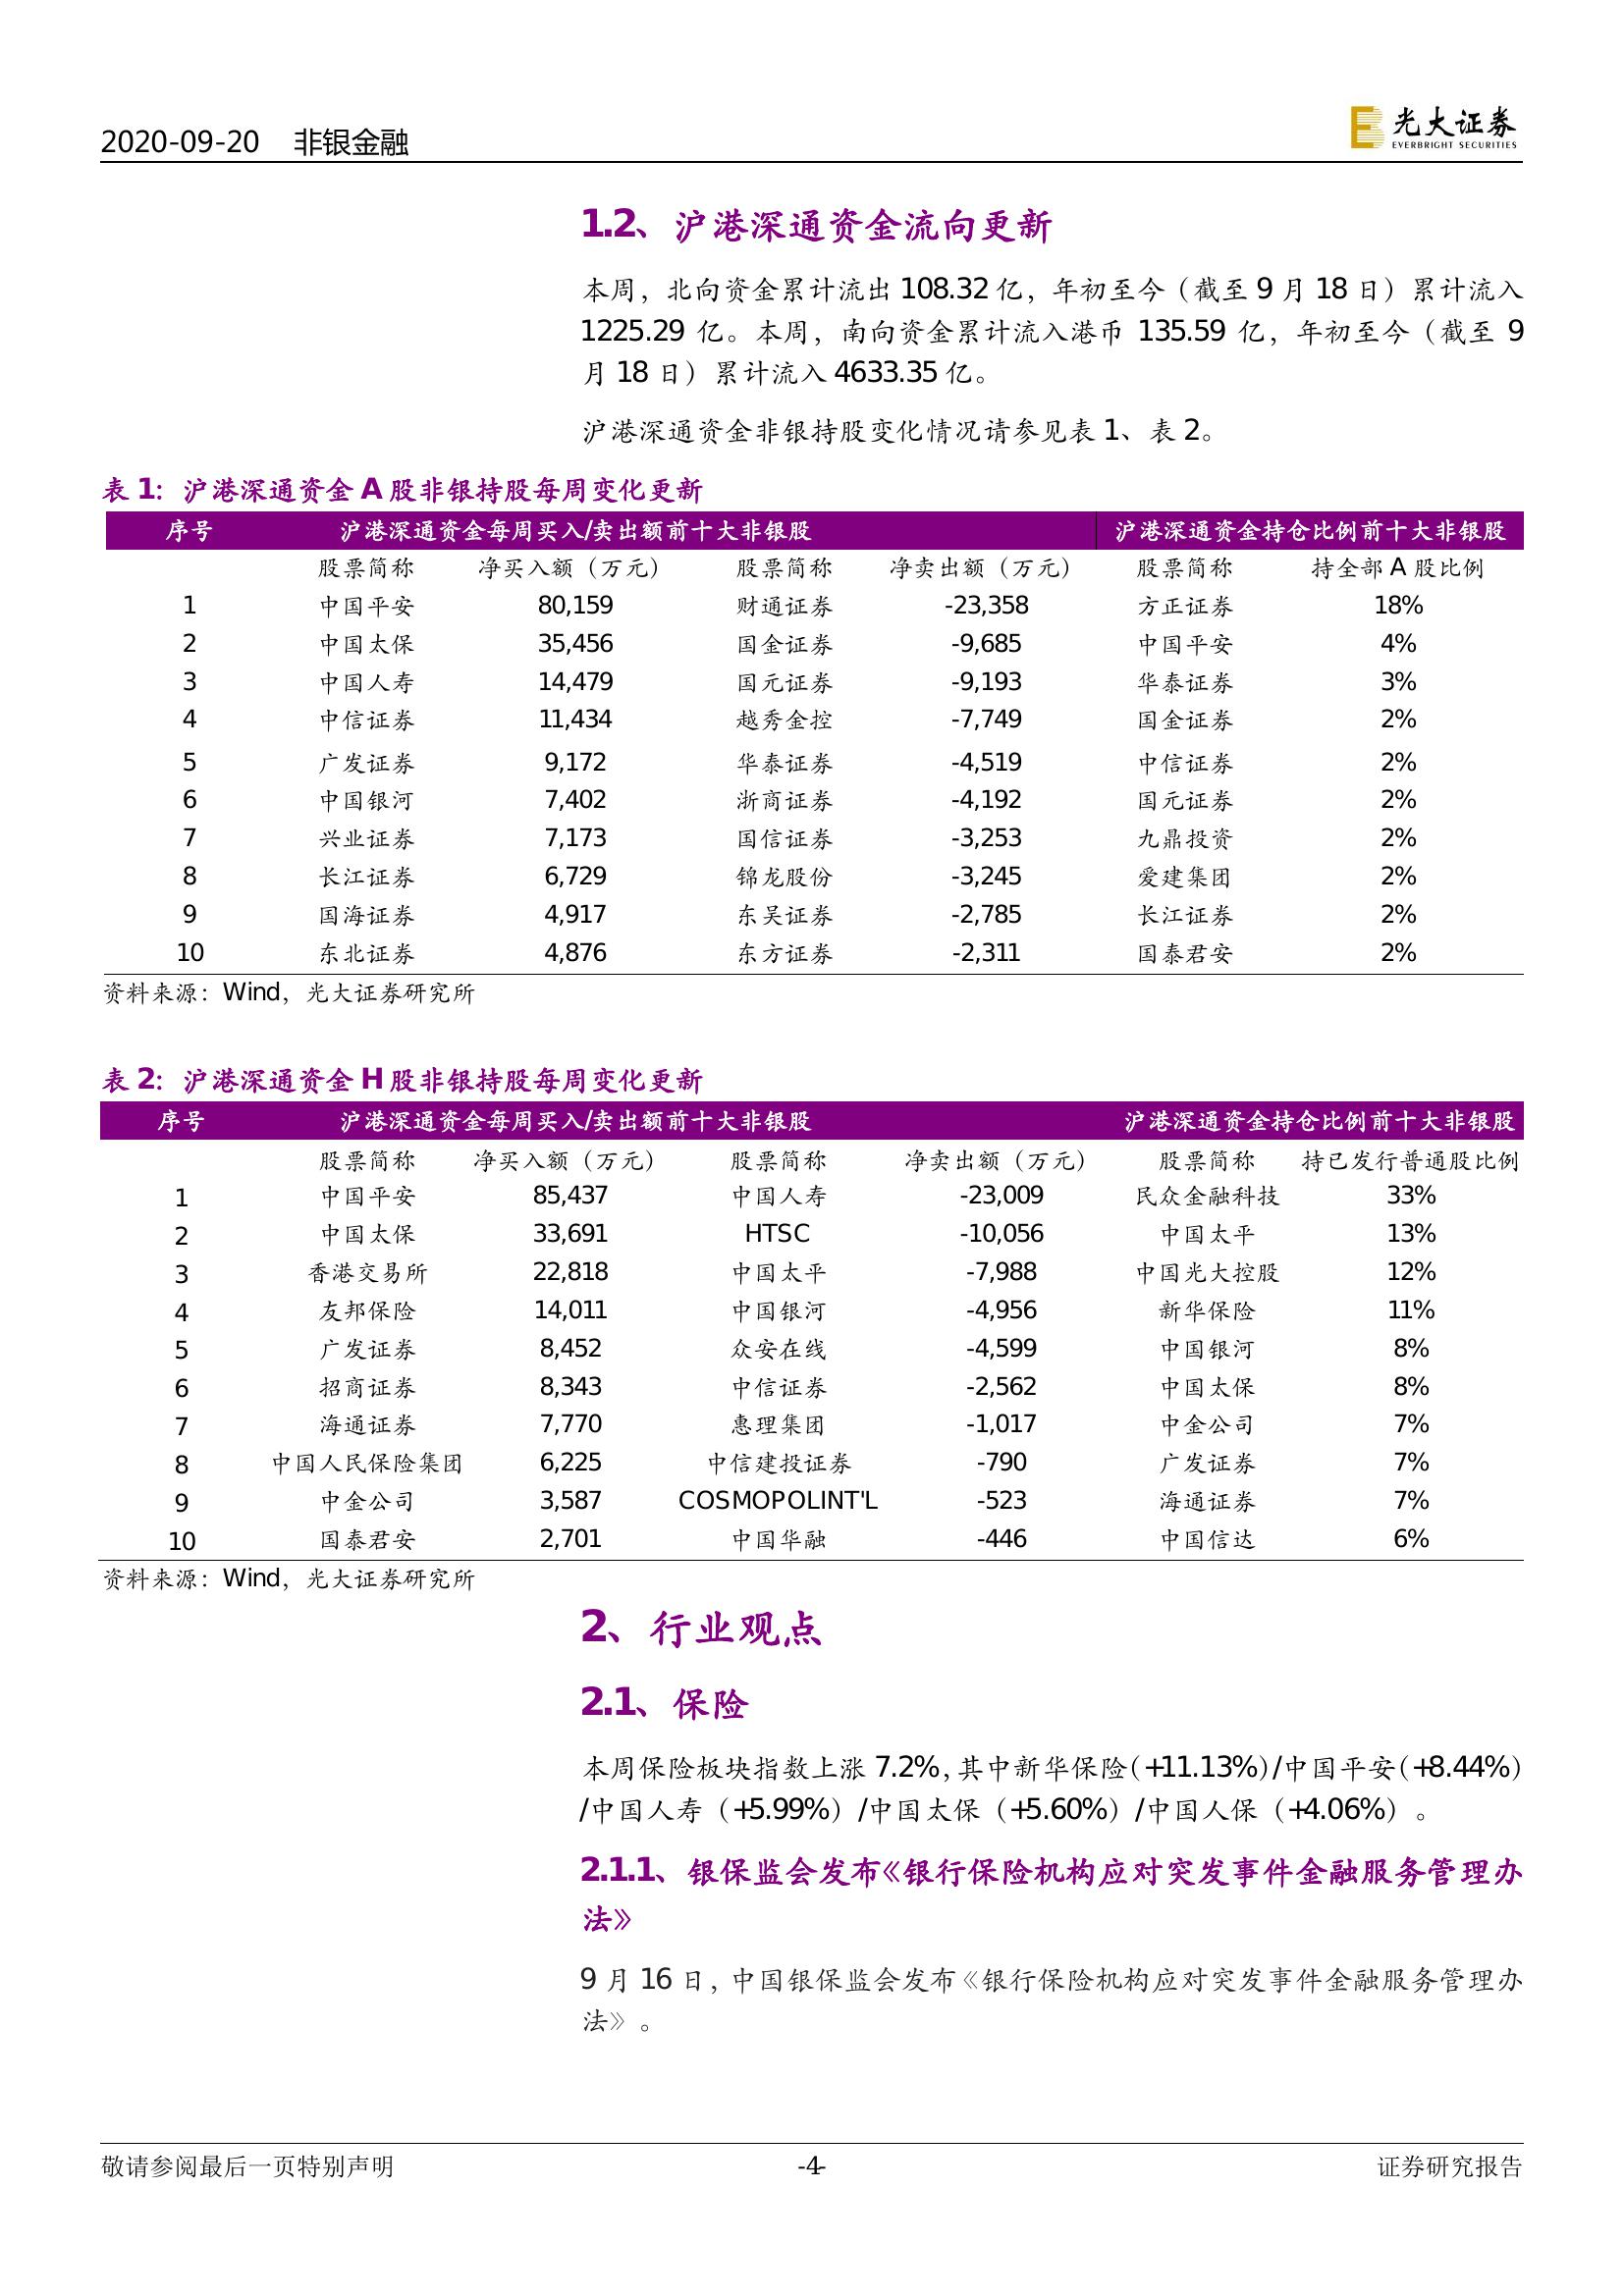 2020-09-20 非银金融
光大证券
EVERBRIGHT SECURITIES
1.2、沪港深通资金流向更新
本周，北向资金累计流出 108.32 亿，年初至今（截至 9 月 18 日）累计流入
1225.29 亿。本周，南向资金累计流入港币 135.59 亿，年初至今（截至 9
月 18 日）累计流入 4633.35 亿。
沪港深通资金非银持股变化情况请参见表 1、表 2。
表 1：沪港深通资金 A 股非银持股每周变化更新
序号 沪港深通资金每周买入/卖出额前十大非银股 沪港深通资金持仓比例前十大非银股
股票简称 净买入额（万元） 股票简称 净卖出额（万元） 股票简称 持全部 A 股比例
1 中国平安 80,159 财通证券 -23,358 方正证券 18%
2 中国太保 35,456 国金证券 -9,685 中国平安 4%
3 中国人寿 14,479 国元证券 -9,193 华泰证券 3%
4 中信证券 11,434 越秀金控 -7,749 国金证券 2%
5 广发证券 9,172 华泰证券 -4,519 中信证券 2%
6 中国银河 7,402 浙商证券 -4,192 国元证券 2%
7 兴业证券 7,173 国信证券 -3,253 九鼎投资 2%
8 长江证券 6,729 锦龙股份 -3,245 爱建集团 2%
9 国海证券 4,917 东吴证券 -2,785 长江证券 2%
10 东北证券 4,876 东方证券 -2,311 国泰君安 2%
资料来源：Wind，光大证券研究所
表 2：沪港深通资金 H 股非银持股每周变化更新
序号 沪港深通资金每周买入/卖出额前十大非银股 沪港深通资金持仓比例前十大非银股
股票简称 净买入额（万元） 股票简称 净卖出额（万元） 股票简称 持已发行普通股比例
1 中国平安 85,437 中国人寿 -23,009 民众金融科技 33%
2 中国太保 33,691 HTSC -10,056 中国太平 13%
3 香港交易所 22,818 中国太平 -7,988 中国光大控股 12%
4 友邦保险 14,011 中国银河 -4,956 新华保险 11%
5 广发证券 8,452 众安在线 -4,599 中国银河 8%
6 招商证券 8,343 中信证券 -2,562 中国太保 8%
7 海通证券 7,770 惠理集团 -1,017 中金公司 7%
8 中国人民保险集团 6,225 中信建投证券 -790 广发证券 7%
9 中金公司 3,587 COSMOPOLINT'L -523 海通证券 7%
10 国泰君安 2,701 中国华融 -446 中国信达 6%
资料来源：Wind，光大证券研究所
2、行业观点
2.1、保险
本周保险板块指数上涨 7.2%，其中新华保险（+11.13%）/中国平安（+8.44%）
/中国人寿（+5.99%）/中国太保（+5.60%）/中国人保（+4.06%）。
2.1.1、银保监会发布《银行保险机构应对突发事件金融服务管理办
法》
9 月 16 日，中国银保监会发布《银行保险机构应对突发事件金融服务管理办
法》。
敬请参阅最后一页特别声明 -4- 证券研究报告